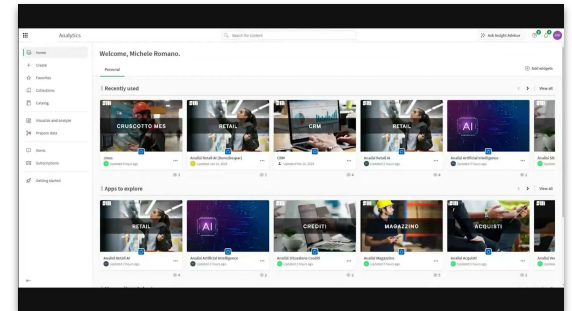 Analytics
Search for content
Ask Insight Advisor
Home
Create
Favorites
Collections
Catalog
Visualize and analyze
Prepare data
Alerts
Subscriptions
Getting started
Welcome, Michele Romano.
Personal
Add widgets
Recently used
View all
CRUSCOTTO MES
RETAIL
CRM
RETAIL
AI
Analisi Retail AI
CRM
Analisi Retail AI
Analisi Artificial Intelligence
Apps to explore
View all
RETAIL
AI
CREDITI
MAGAZZINO
ACQUISTI
Analisi Retail AI
Analisi Artificial Intelligence
Analisi Situazione Crediti
Analisi Magazzino
Analisi Acquisti